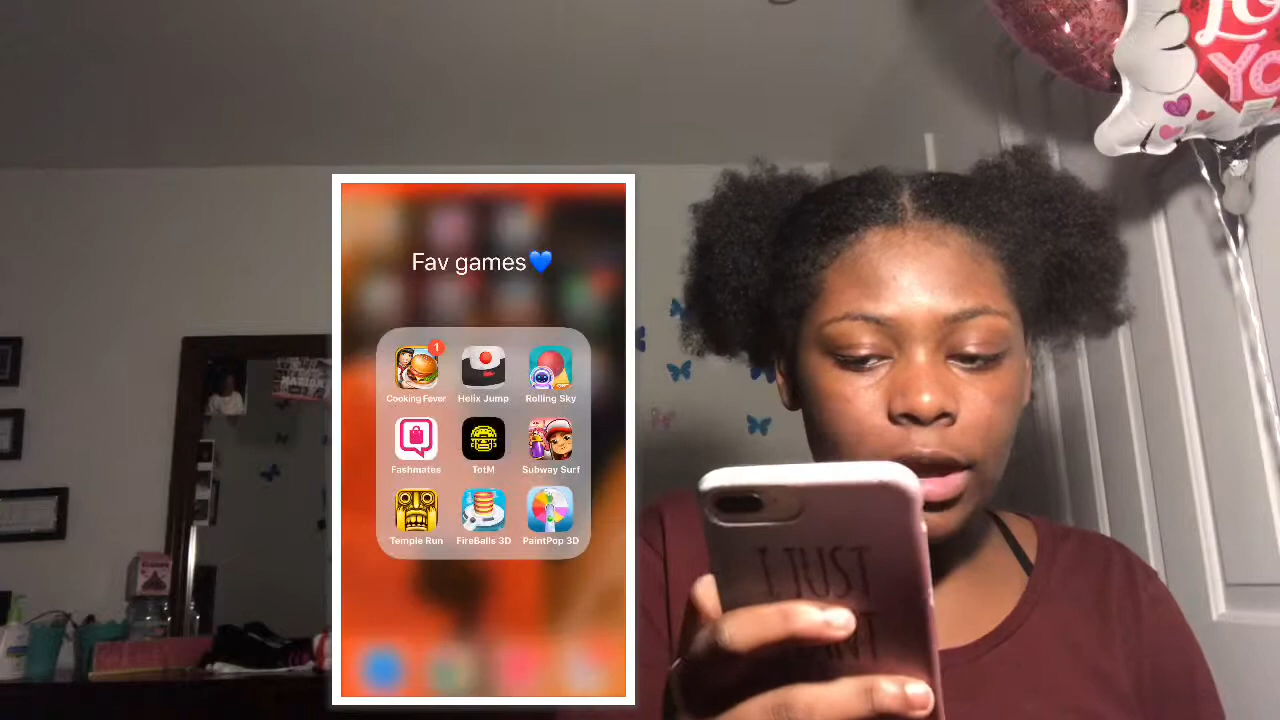 Fav games💙
1
Cooking Fever
Helix Jump
Rolling Sky
Fashmates
TotM
Subway Surf
Temple Run
FireBalls 3D
PaintPop 3D
I JUST
YO